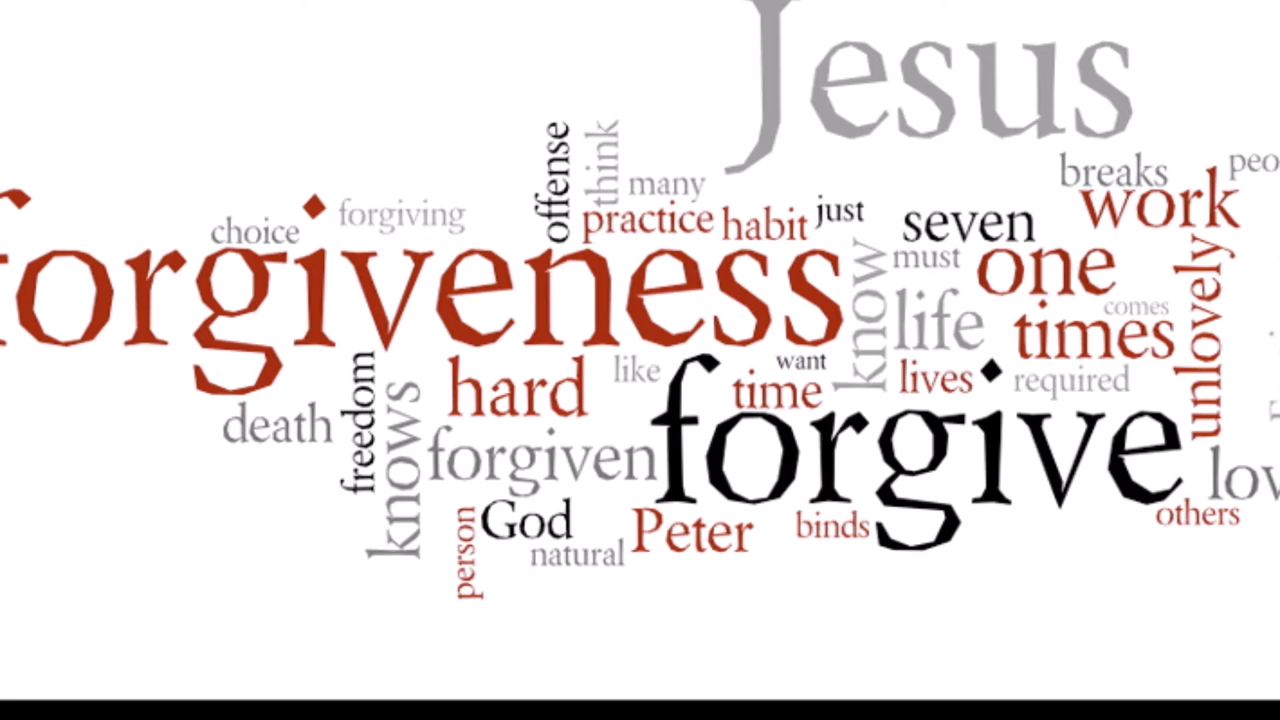 Jesus
offense
think
many
breaks
peo
work
forgiveness
choice
forgiving
practice
habit
just
seven
know
must
one
unlovely
life
comes
times
freedom
knows
hard
like
want
time
lives
required
death
forgiven
forgive
lov
person
God
natural
Peter
binds
others